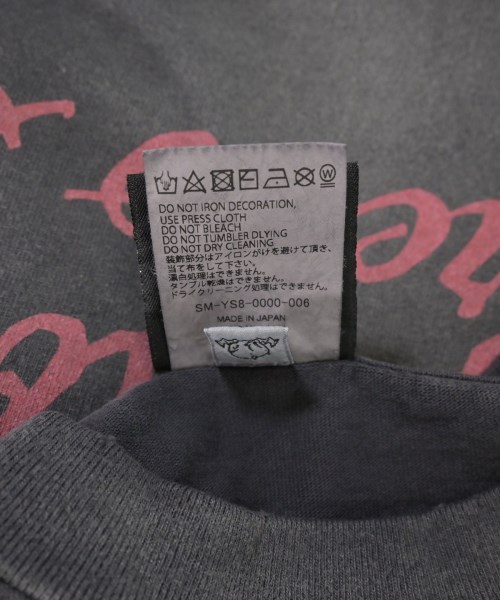 DO NOT IRON DECORATION,
USE PRESS CLOTH
DO NOT BLEACH
DO NOT TUMBLER DLYING
DO NOT DRY CLEANING
装飾部分はアイロンがけを避けて頂き、
当て布をして下さい。
漂白処理はできません。
タンブル乾燥はできません。
ドライクリーニング処理はできません。
SM-YS8-0000-006
MADE IN JAPAN